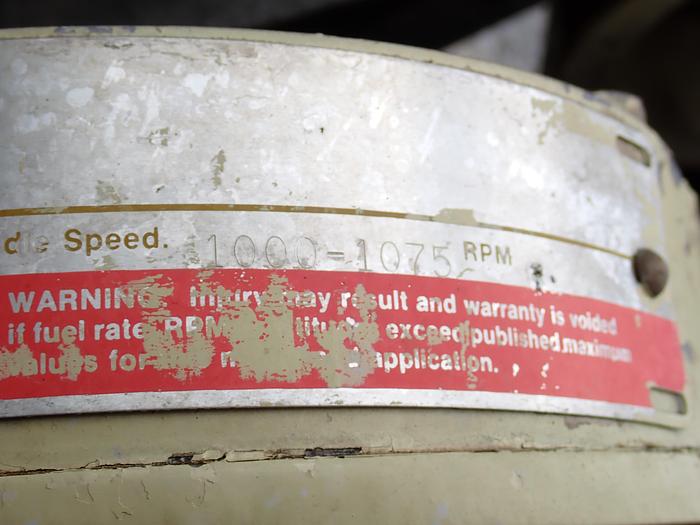 dle Speed. 1000-1075 RPM
WARNING Injury may result and warranty is voided
if fuel rate RPM exceed published maximum
values for application.